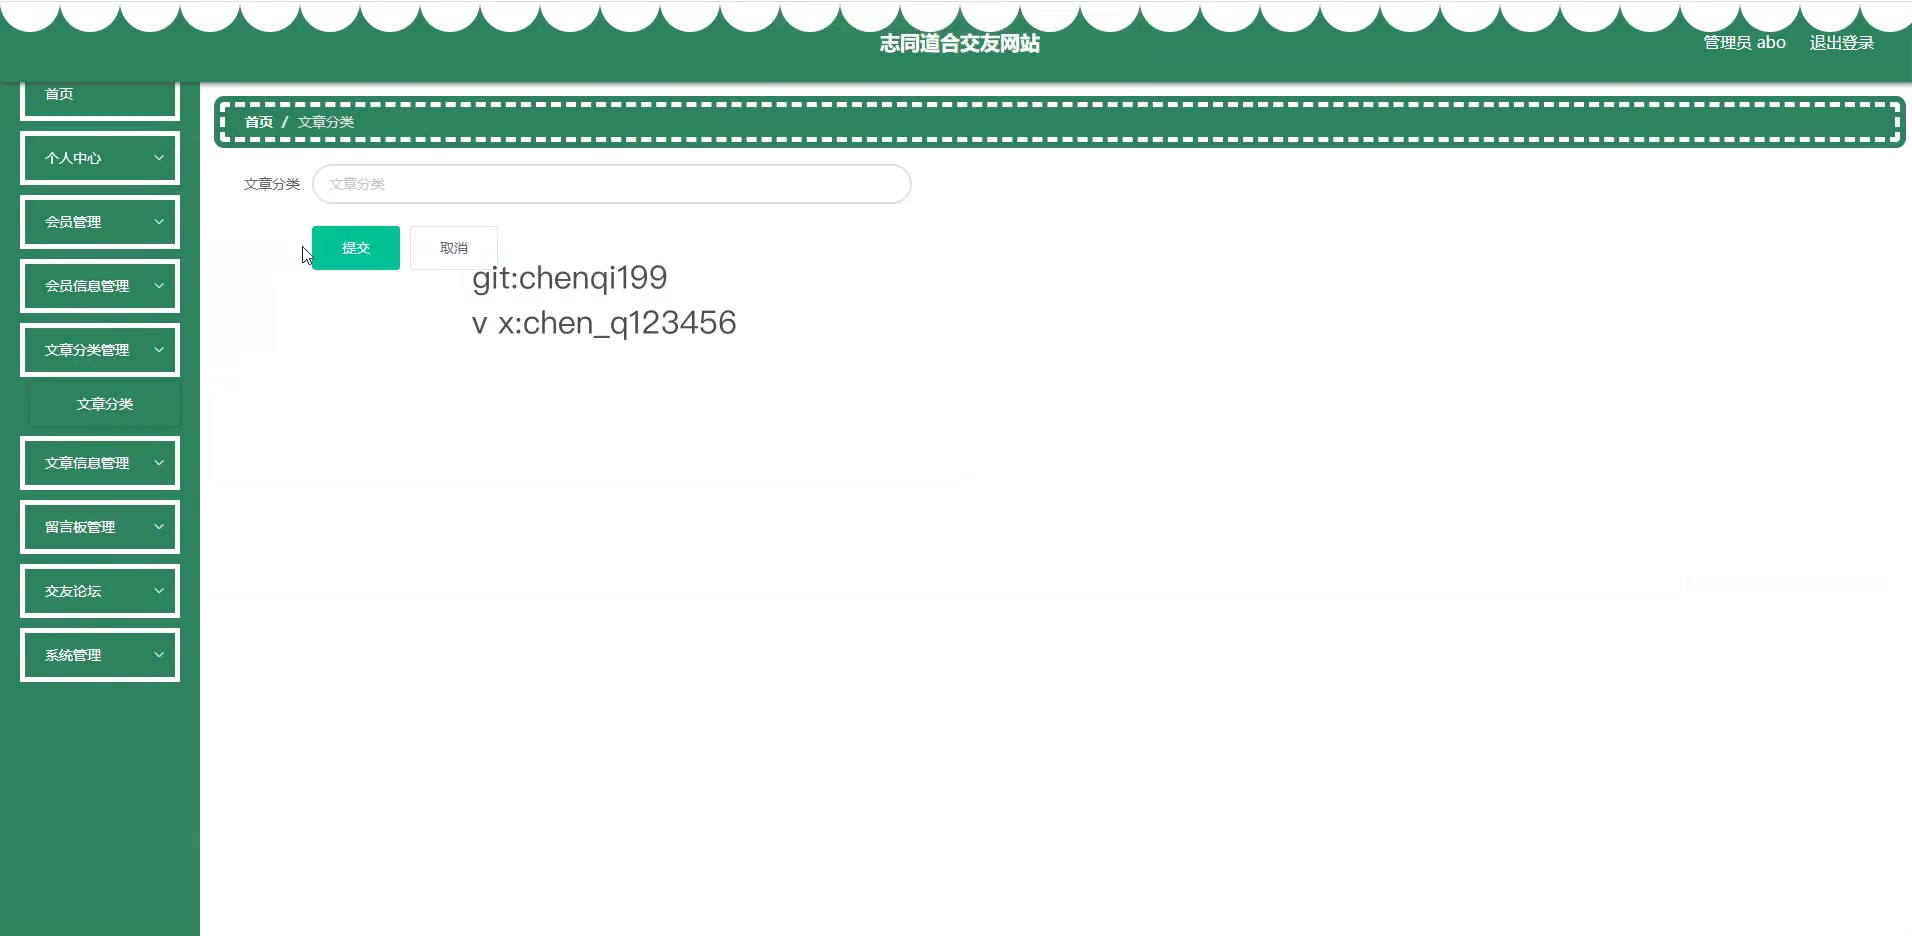 志同道合交友网站
管理员 abo 退出登录
首页
个人中心
会员管理
会员信息管理
文章分类管理
文章分类
文章信息管理
留言板管理
交友论坛
系统管理
首页 / 文章分类
文章分类 文章分类
提交 取消
git:chenqi199
v x:chen_q123456